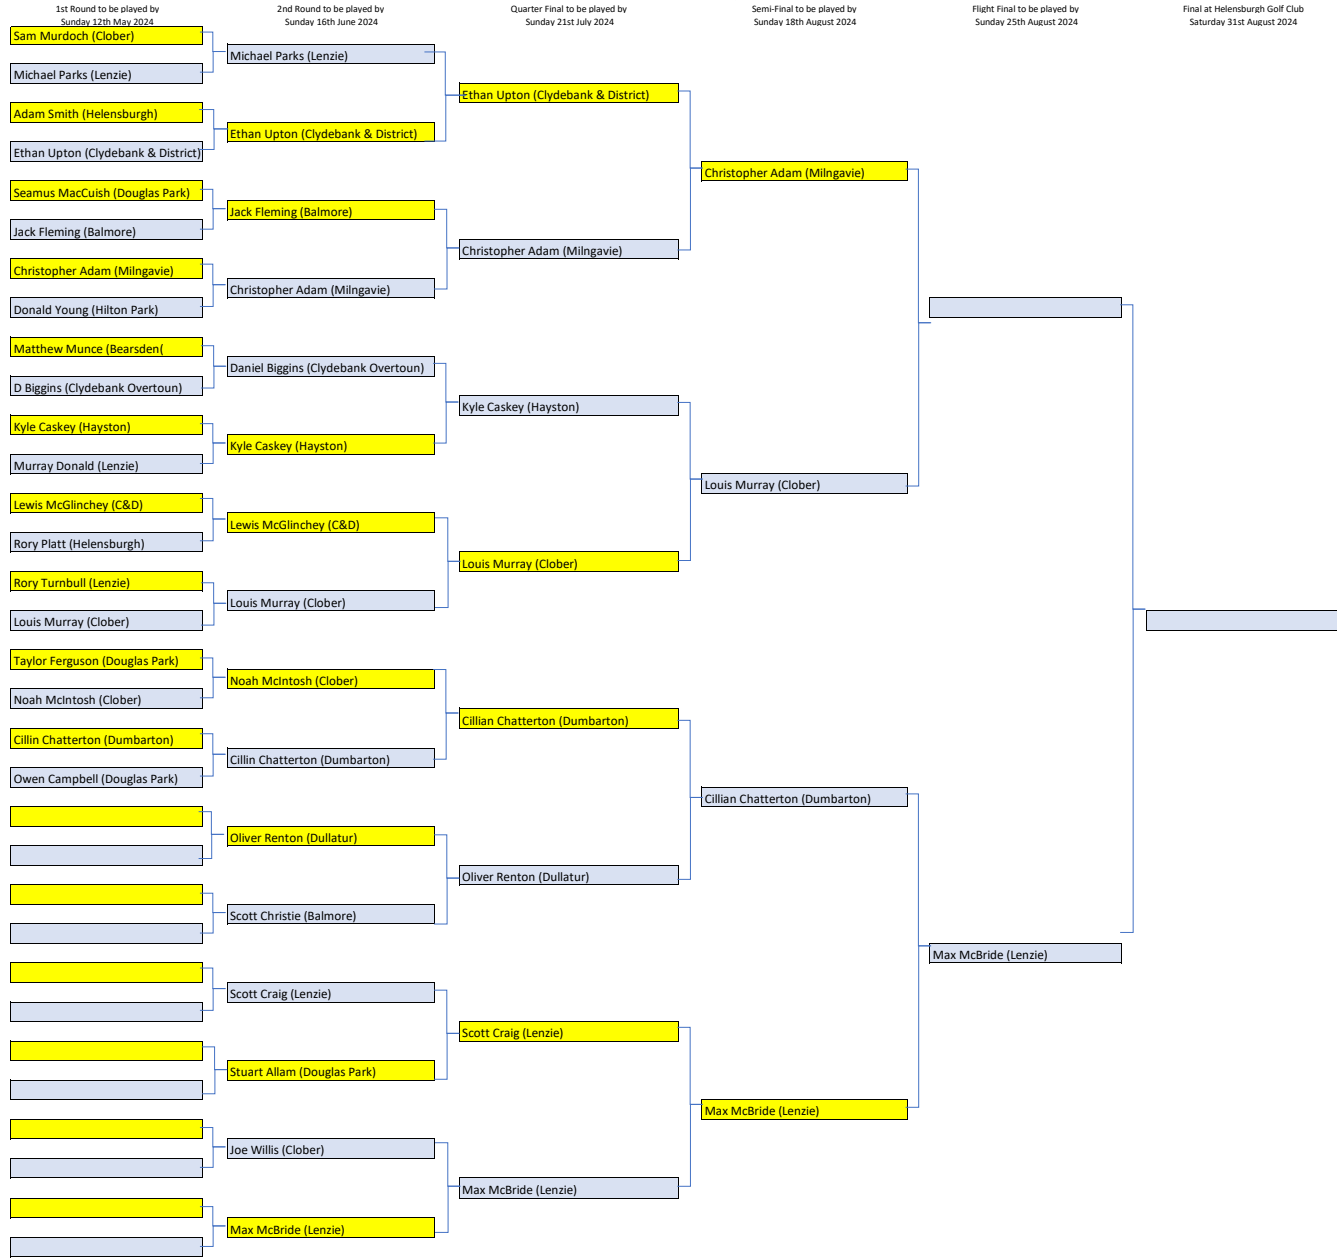 1st Round to be played by
Sunday 12th May 2024
2nd Round to be played by
Sunday 16th June 2024
Quarter Final to be played by
Sunday 21st July 2024
Semi-Final to be played by
Sunday 18th August 2024
Flight Final to be played by
Sunday 25th August 2024
Final at Helensburgh Golf Club
Saturday 31st August 2024
Sam Murdoch (Clober)
Michael Parks (Lenzie)
Adam Smith (Helensburgh)
Ethan Upton (Clydebank & District)
Seamus MacCuish (Douglas Park)
Jack Fleming (Balmore)
Christopher Adam (Milngavie)
Donald Young (Hilton Park)
Matthew Munce (Bearsden(
D Biggins (Clydebank Overtoun)
Kyle Caskey (Hayston)
Murray Donald (Lenzie)
Lewis McGlinchey (C&D)
Rory Platt (Helensburgh)
Rory Turnbull (Lenzie)
Louis Murray (Clober)
Taylor Ferguson (Douglas Park)
Noah McIntosh (Clober)
Cillin Chatterton (Dumbarton)
Owen Campbell (Douglas Park)
Michael Parks (Lenzie)
Ethan Upton (Clydebank & District)
Jack Fleming (Balmore)
Christopher Adam (Milngavie)
Daniel Biggins (Clydebank Overtoun)
Kyle Caskey (Hayston)
Lewis McGlinchey (C&D)
Louis Murray (Clober)
Noah McIntosh (Clober)
Cillin Chatterton (Dumbarton)
Oliver Renton (Dullatur)
Scott Christie (Balmore)
Scott Craig (Lenzie)
Stuart Allam (Douglas Park)
Joe Willis (Clober)
Max McBride (Lenzie)
Ethan Upton (Clydebank & District)
Christopher Adam (Milngavie)
Kyle Caskey (Hayston)
Louis Murray (Clober)
Cillian Chatterton (Dumbarton)
Oliver Renton (Dullatur)
Scott Craig (Lenzie)
Max McBride (Lenzie)
Christopher Adam (Milngavie)
Louis Murray (Clober)
Cillian Chatterton (Dumbarton)
Max McBride (Lenzie)
Max McBride (Lenzie)